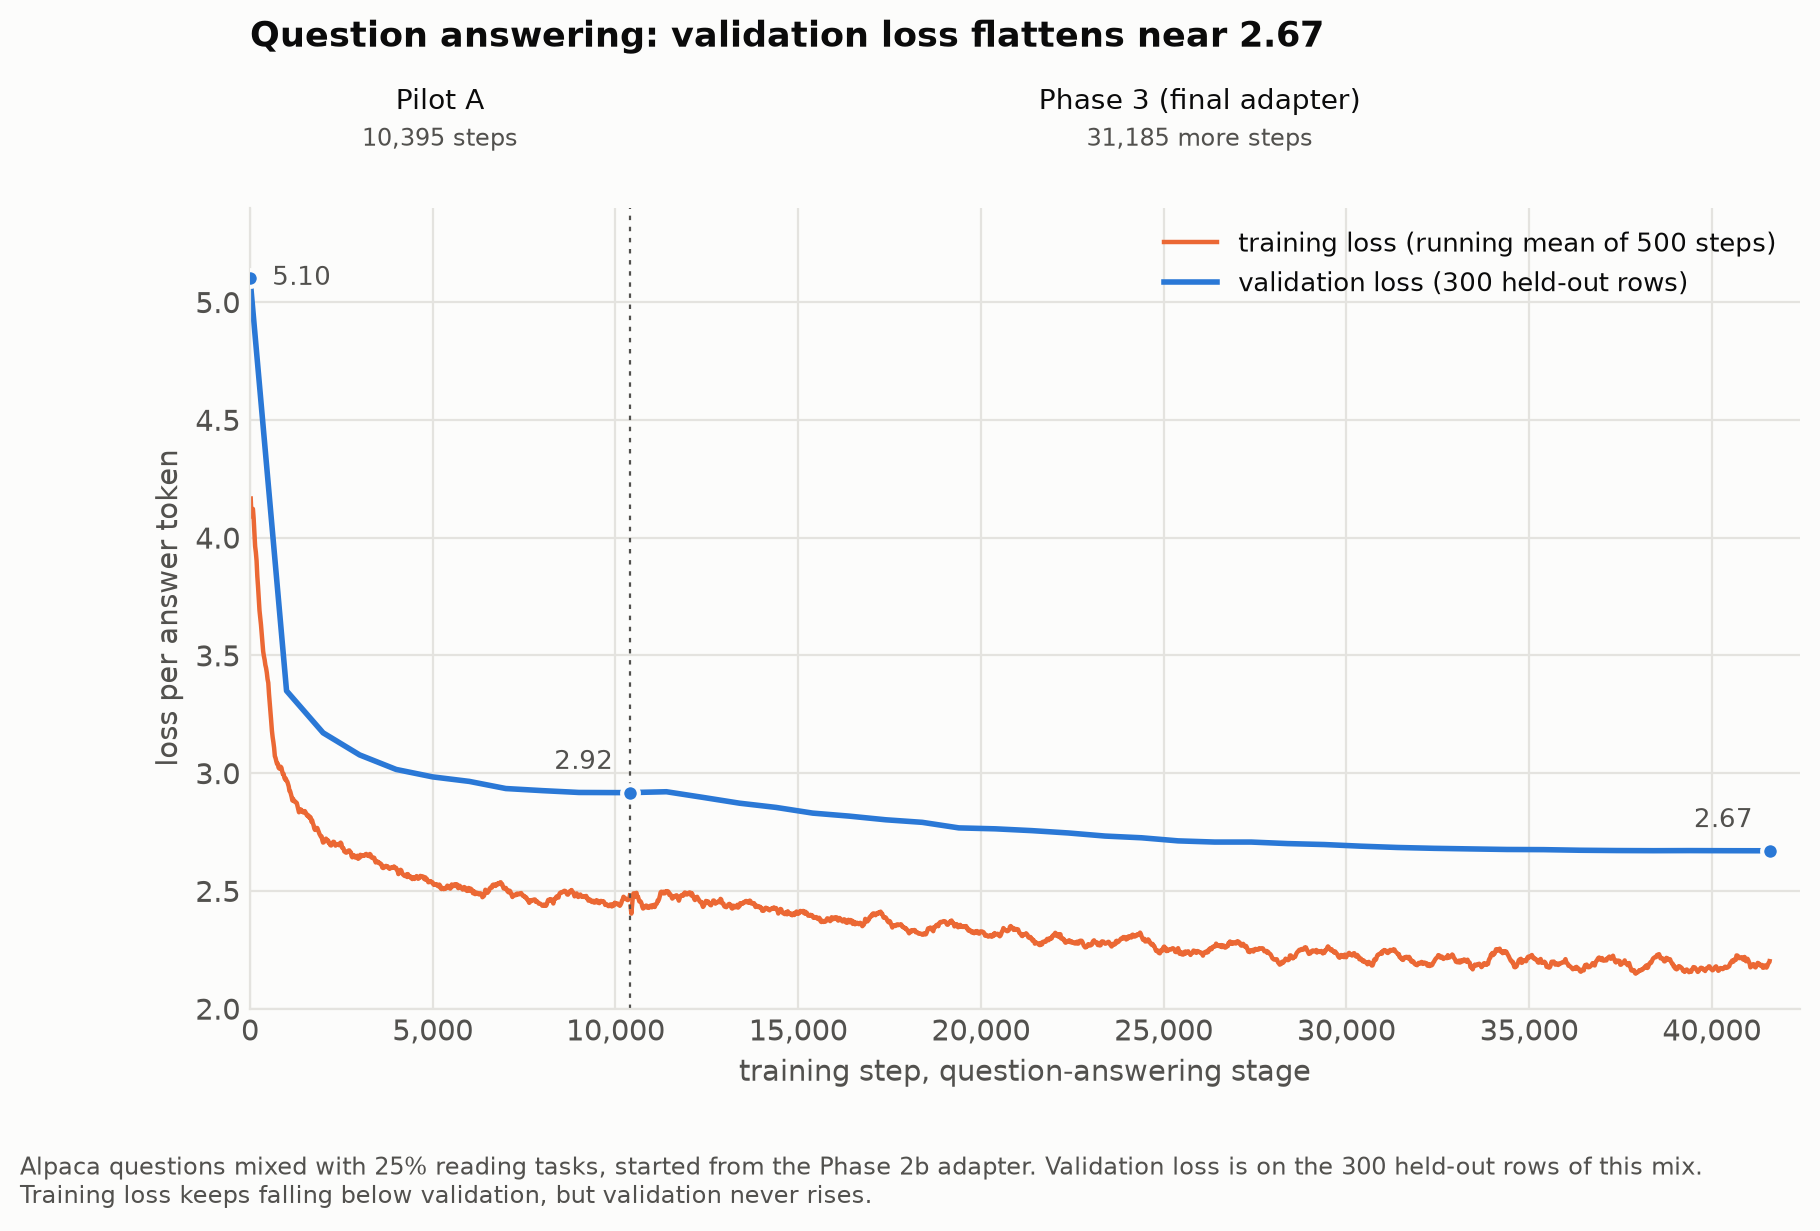 Question answering: validation loss flattens near 2.67
Pilot A
10,395 steps
Phase 3 (final adapter)
31,185 more steps
training loss (running mean of 500 steps)
validation loss (300 held-out rows)
5.10
2.92
2.67
loss per answer token
5.0
4.5
4.0
3.5
3.0
2.5
2.0
0
5,000
10,000
15,000
20,000
25,000
30,000
35,000
40,000
training step, question-answering stage
Alpaca questions mixed with 25% reading tasks, started from the Phase 2b adapter. Validation loss is on the 300 held-out rows of this mix.
Training loss keeps falling below validation, but validation never rises.